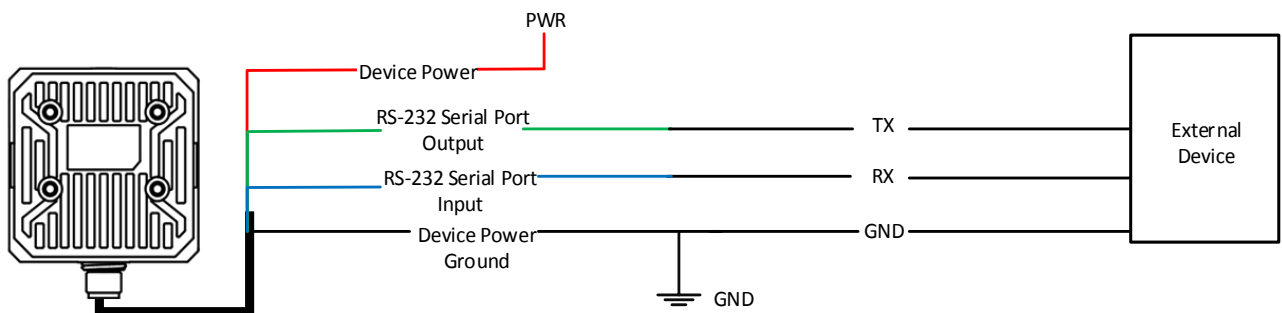 PWR
Device Power
RS-232 Serial Port
Output
TX
RS-232 Serial Port
Input
RX
Device Power
Ground
GND
GND
External
Device